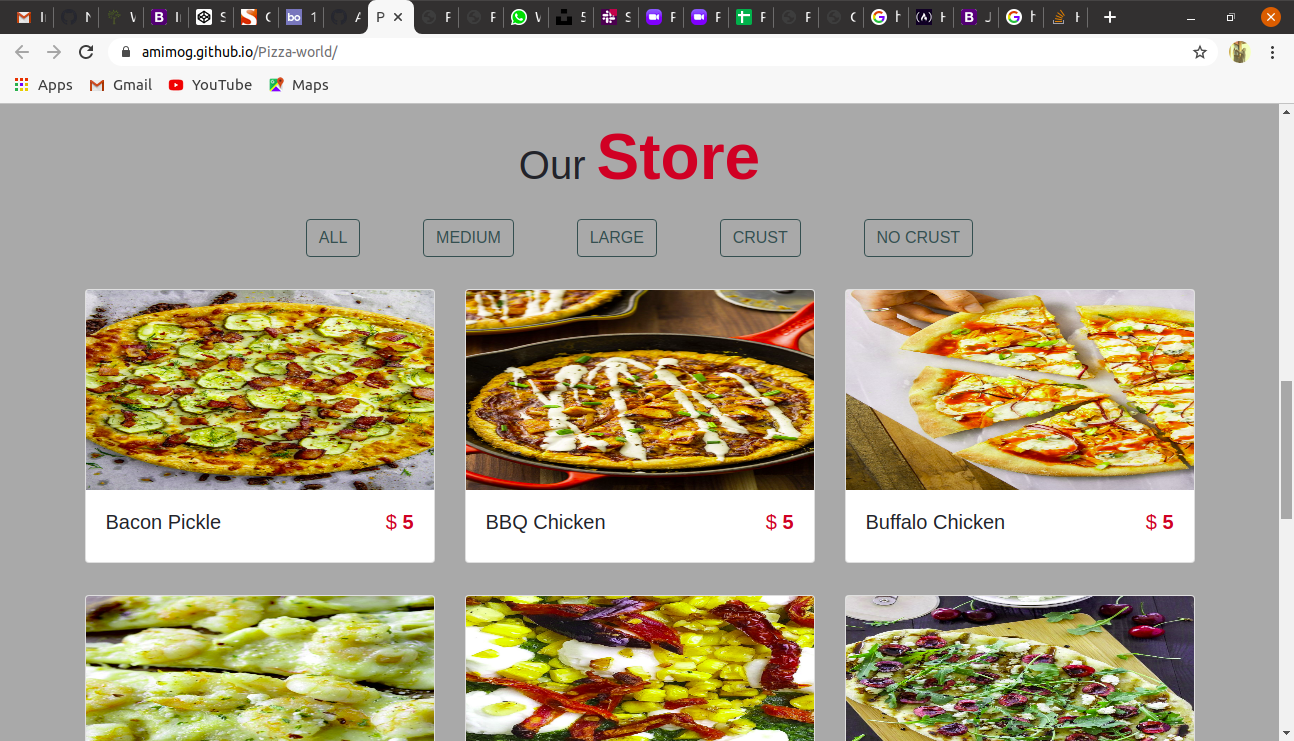 amimog.github.io/Pizza-world/
Apps Gmail YouTube Maps
Our Store
ALL MEDIUM LARGE CRUST NO CRUST
Bacon Pickle $ 5 BBQ Chicken $ 5 Buffalo Chicken $ 5